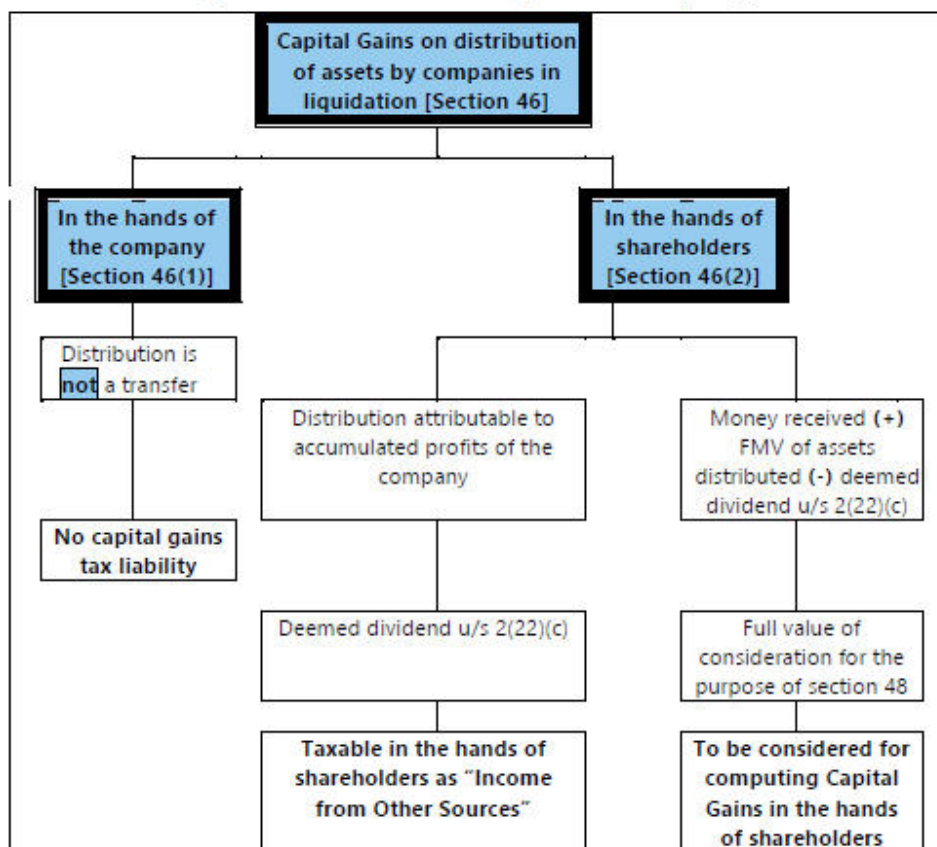 Capital Gains on distribution
of assets by companies in
liquidation [Section 46]
In the hands of
the company
[Section 46(1)]
In the hands of
shareholders
[Section 46(2)]
Distribution is
not a transfer
No capital gains
tax liability
Distribution attributable to
accumulated profits of the
company
Deemed dividend u/s 2(22)(c)
Taxable in the hands of
shareholders as “Income
from Other Sources”
Money received (+)
FMV of assets
distributed (-) deemed
dividend u/s 2(22)(c)
Full value of
consideration for the
purpose of section 48
To be considered for
computing Capital
Gains in the hands
of shareholders